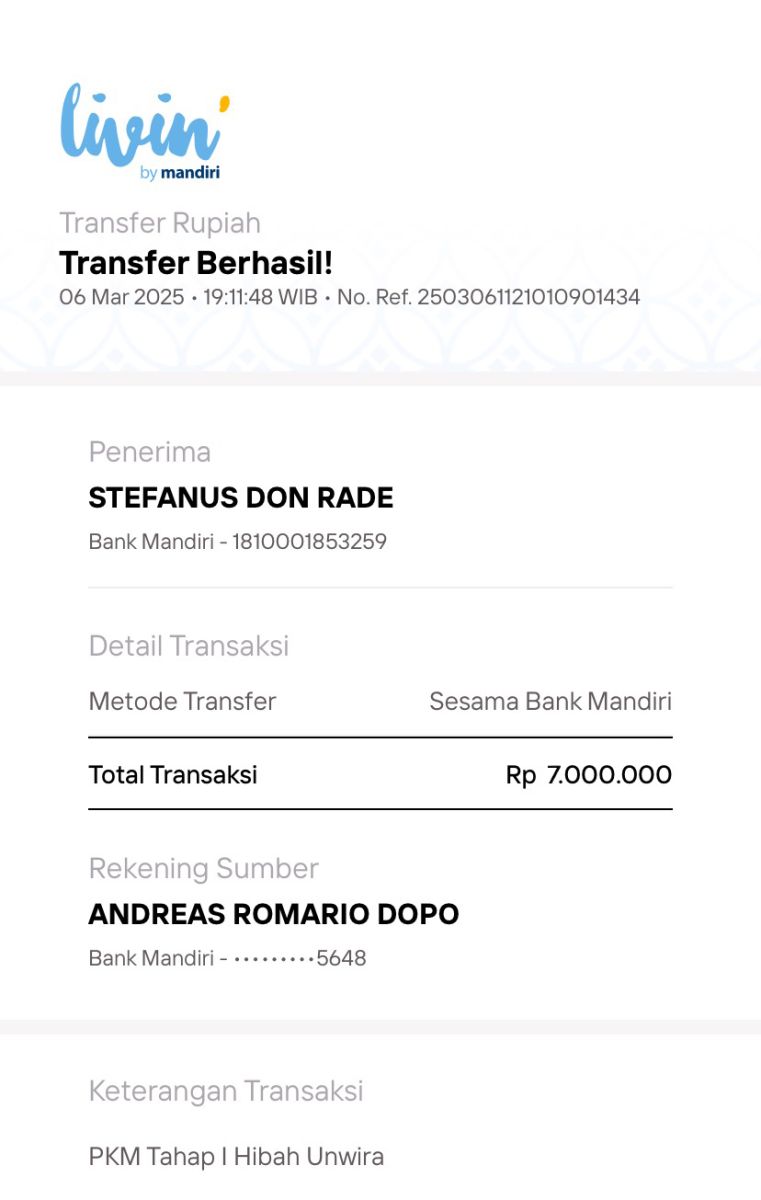 livin'
by mandiri
Transfer Rupiah
Transfer Berhasil!
06 Mar 2025 • 19:11:48 WIB • No. Ref. 2503061121010901434
Penerima
STEFANUS DON RADE
Bank Mandiri - 1810001853259
Detail Transaksi
Metode Transfer Sesama Bank Mandiri
Total Transaksi Rp 7.000.000
Rekening Sumber
ANDREAS ROMARIO DOPO
Bank Mandiri - •••••••••5648
Keterangan Transaksi
PKM Tahap I Hibah Unwira